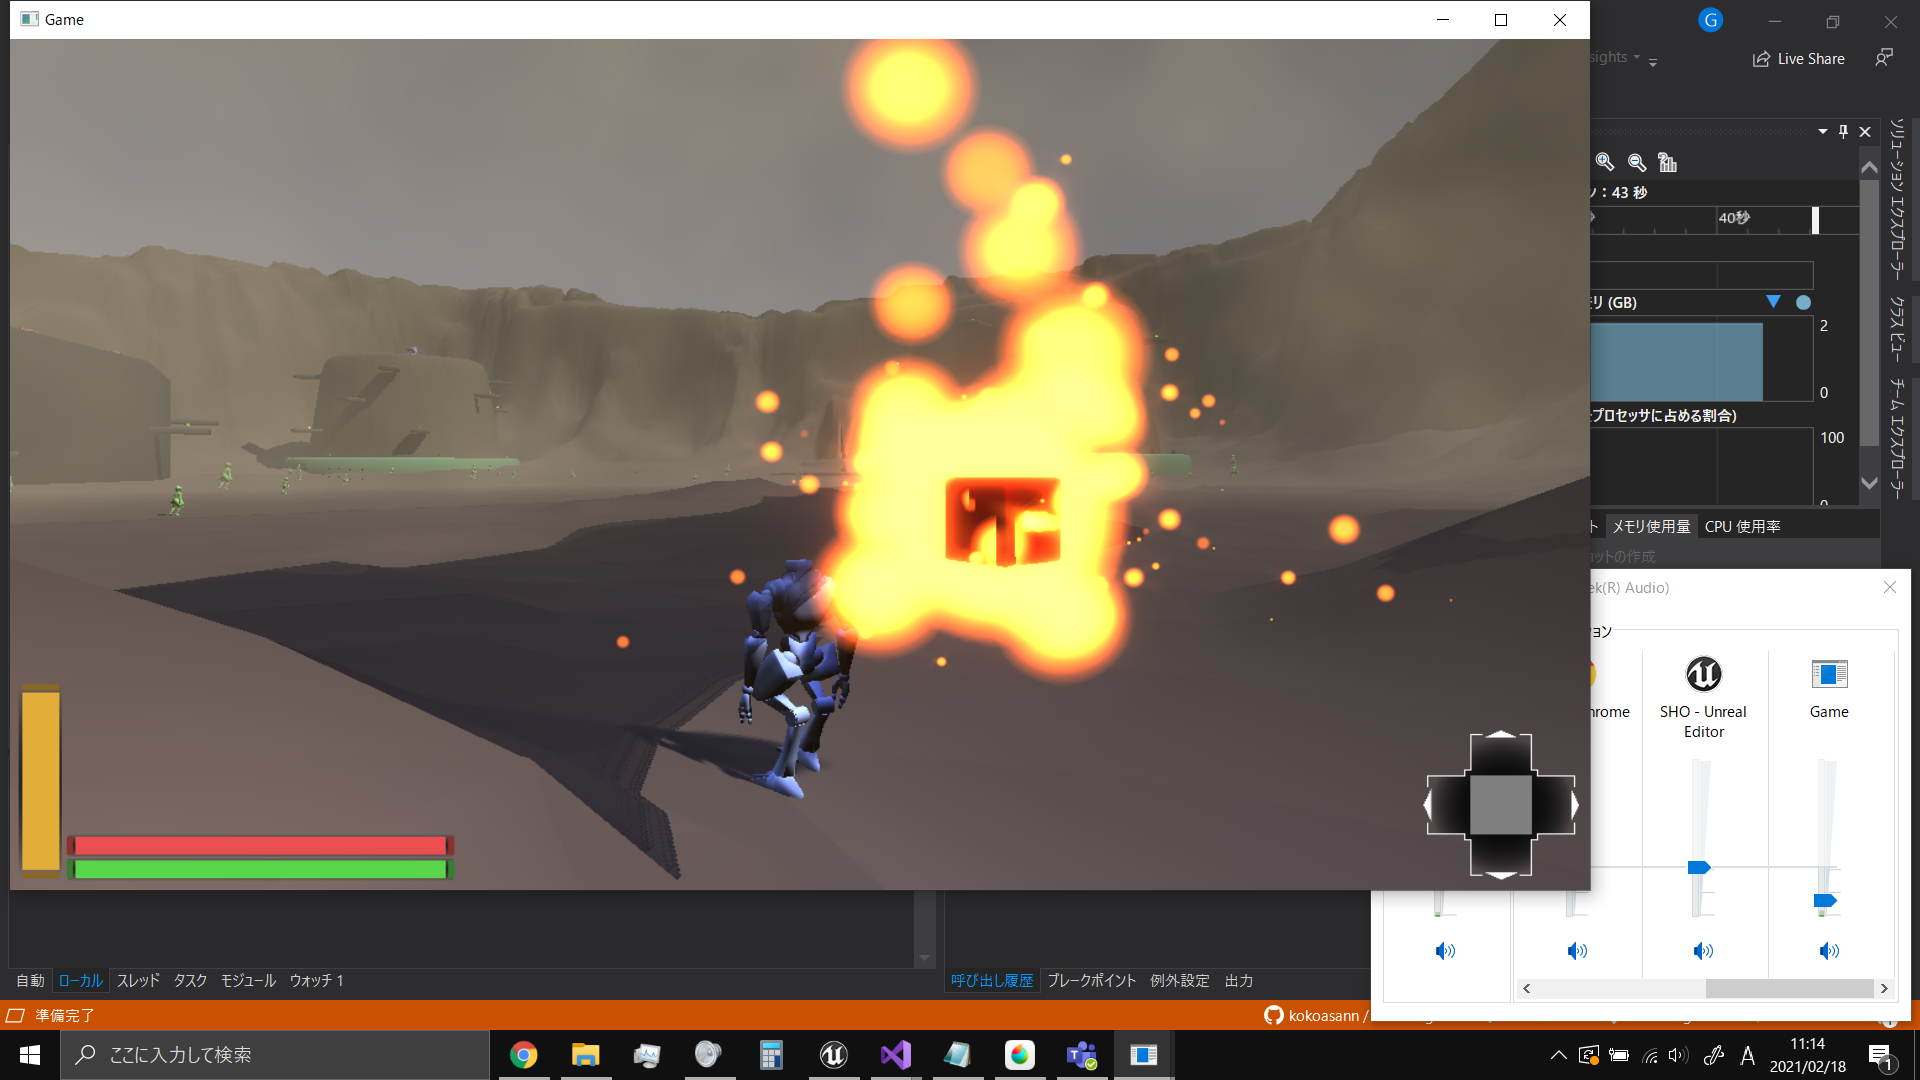 Game
G
sights
Live Share
ン：43 秒
40秒
モリ (GB)
2
0
プロセッサに占める割合)
100
0
ソリューション エクスプローラー
クラス ビュー
チーム エクスプローラー
ト メモリ使用量 CPU 使用率
ットの作成
ek(R) Audio)
ョン
hrome
SHO - Unreal
Editor
Game
自動 ローカル スレッド タスク モジュール ウォッチ 1
呼び出し履歴 ブレークポイント 例外設定 出力
準備完了
kokoasann /
ここに入力して検索
A
11:14
2021/02/18
1